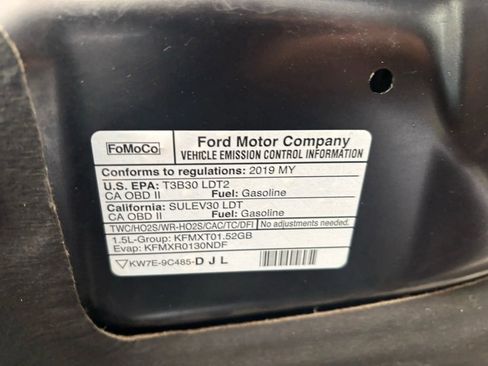 FoMoCo
Ford Motor Company
VEHICLE EMISSION CONTROL INFORMATION
Conforms to regulations: 2019 MY
U.S. EPA: T3B30 LDT2
CA OBD II Fuel: Gasoline
California: SULEV30 LDT
CA OBD II Fuel: Gasoline
TWC/HO2S/WR-HO2S/CAC/TC/DFI No adjustments needed.
1.5L-Group: KFMXT01.52GB
Evap: KFMXR0130NDF
KW7E-9C485-D J L